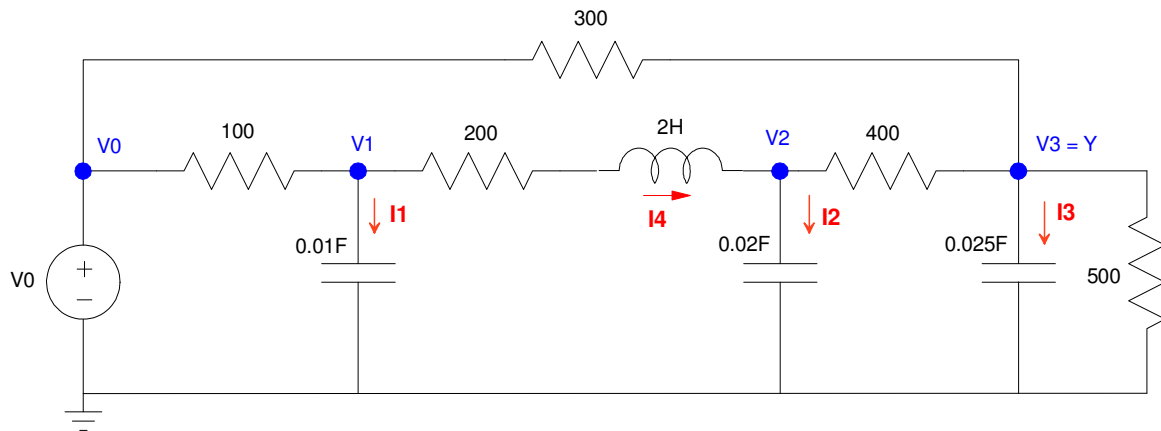 300
V0
100
V1
200
2H
V2
400
V3 = Y
I1
I4
I2
I3
0.01F
0.02F
0.025F
V0
+
−
500